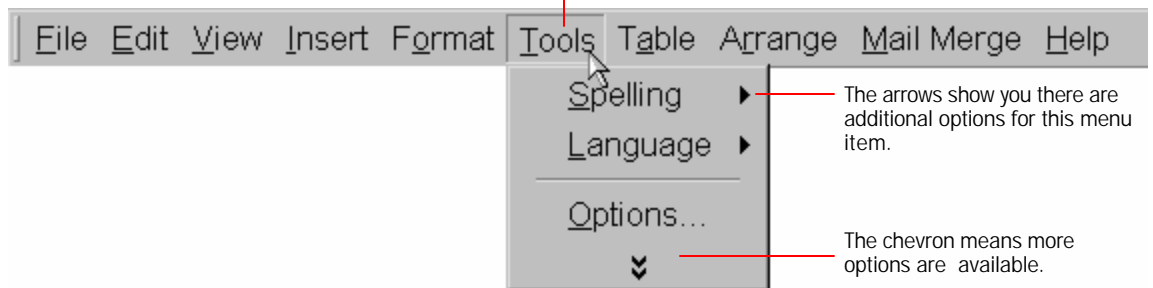 File Edit View Insert Format Tools Table Arrange Mail Merge Help
Spelling
The arrows show you there are
additional options for this menu
item.
Language
Options...
The chevron means more
options are available.